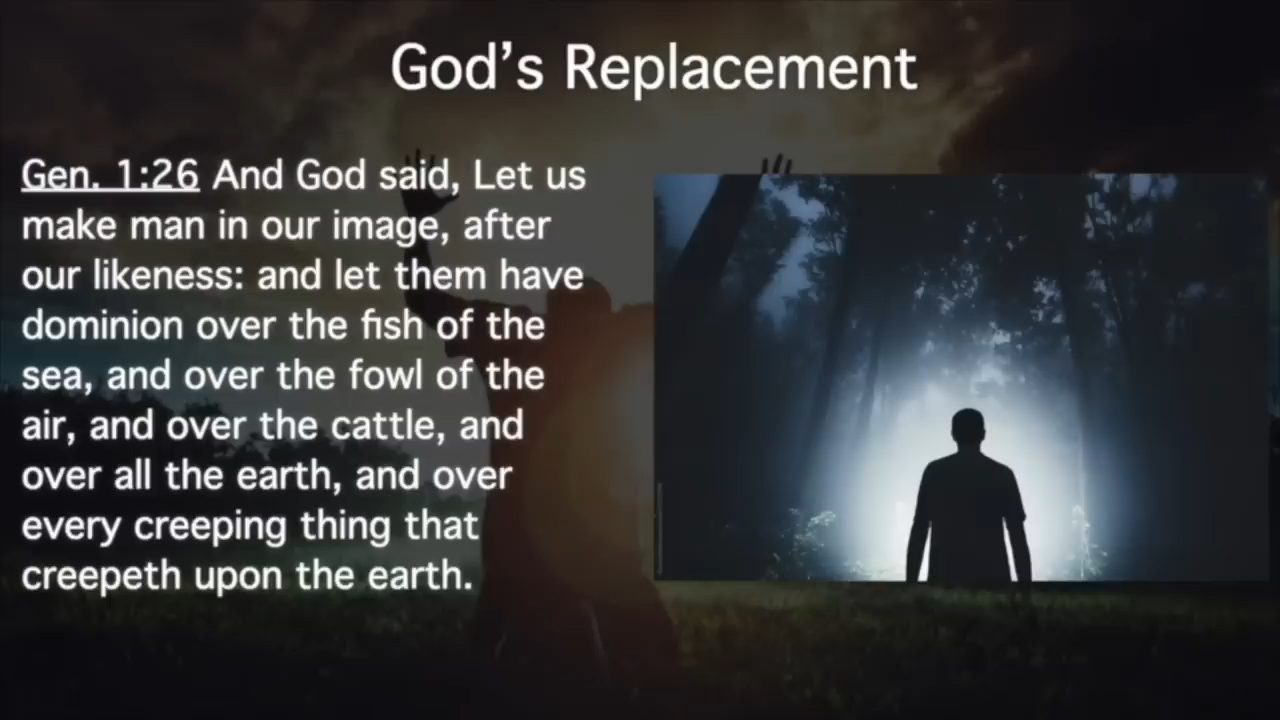 God’s Replacement
Gen. 1:26 And God said, Let us
make man in our image, after
our likeness: and let them have
dominion over the fish of the
sea, and over the fowl of the
air, and over the cattle, and
over all the earth, and over
every creeping thing that
creepeth upon the earth.